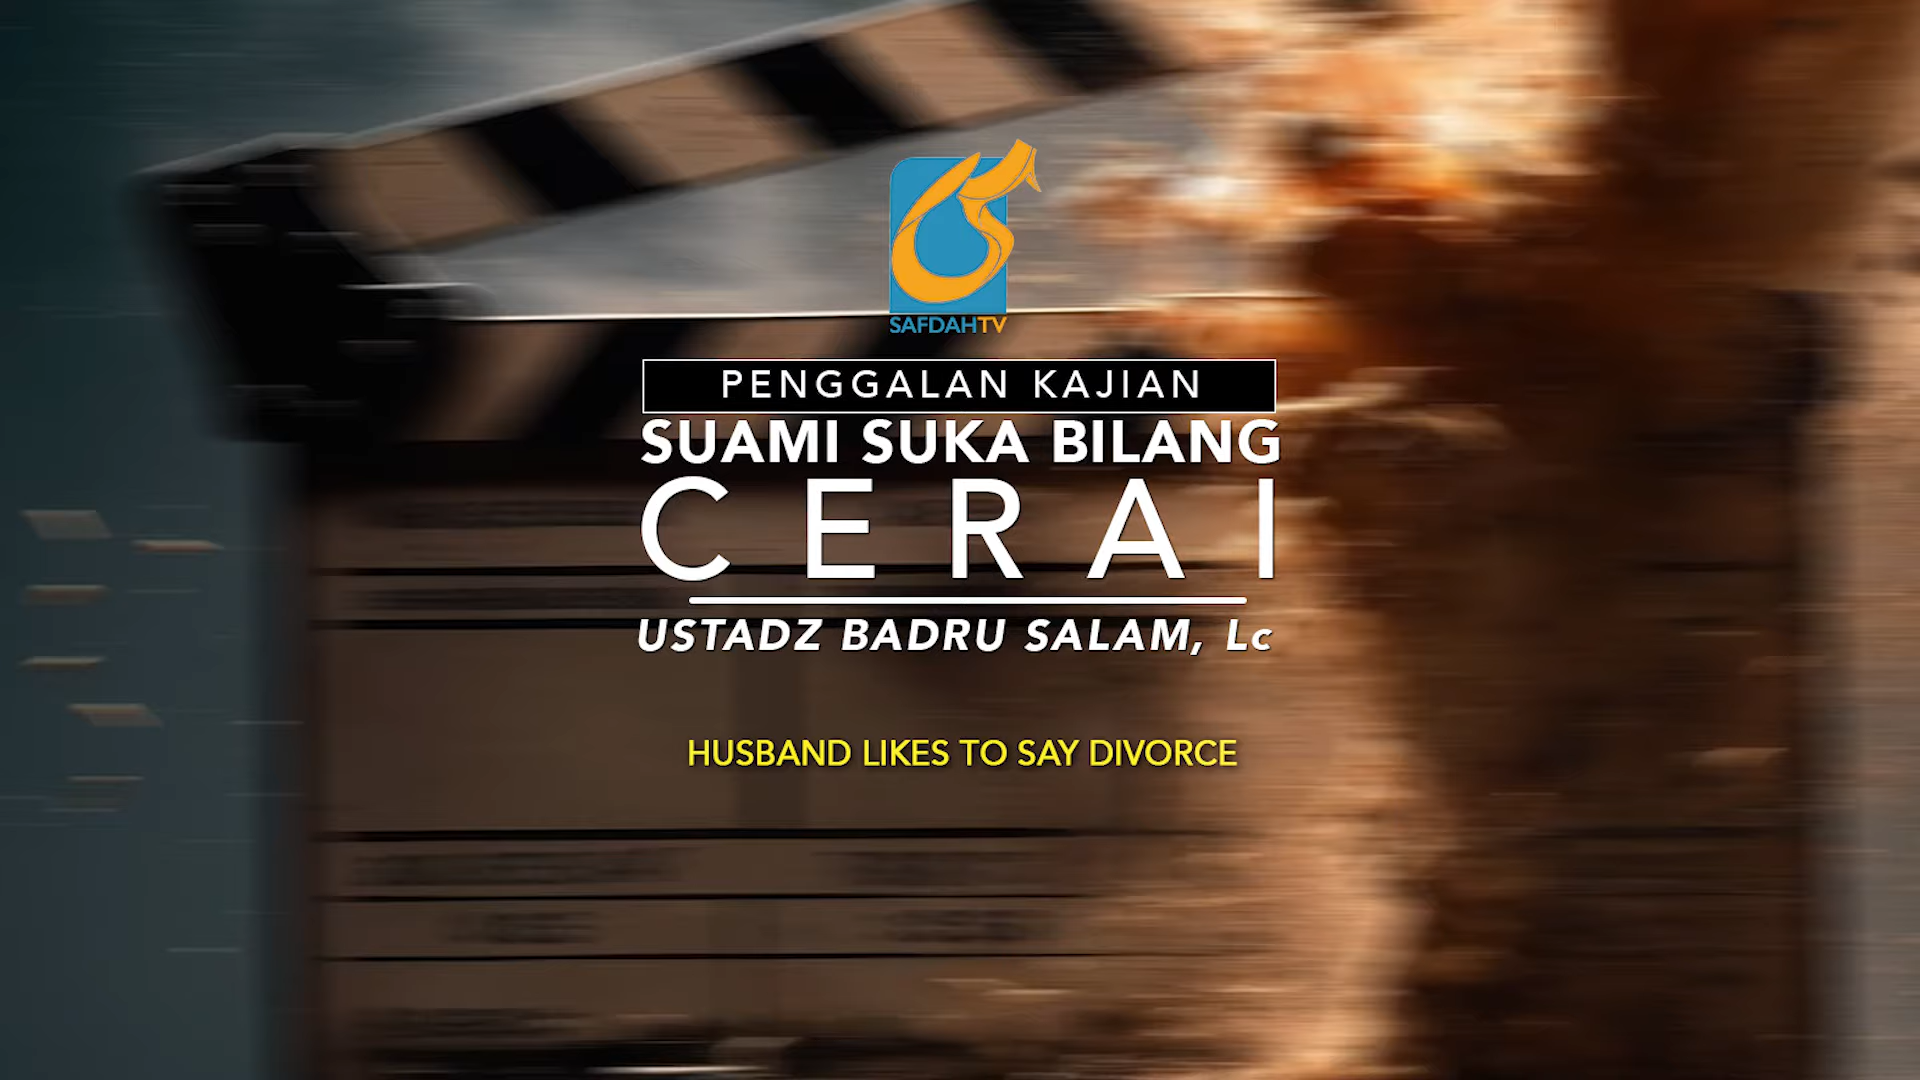 SAFDAHTV
PENGGALAN KAJIAN
SUAMI SUKA BILANG
CERAI
USTADZ BADRU SALAM, Lc
HUSBAND LIKES TO SAY DIVORCE